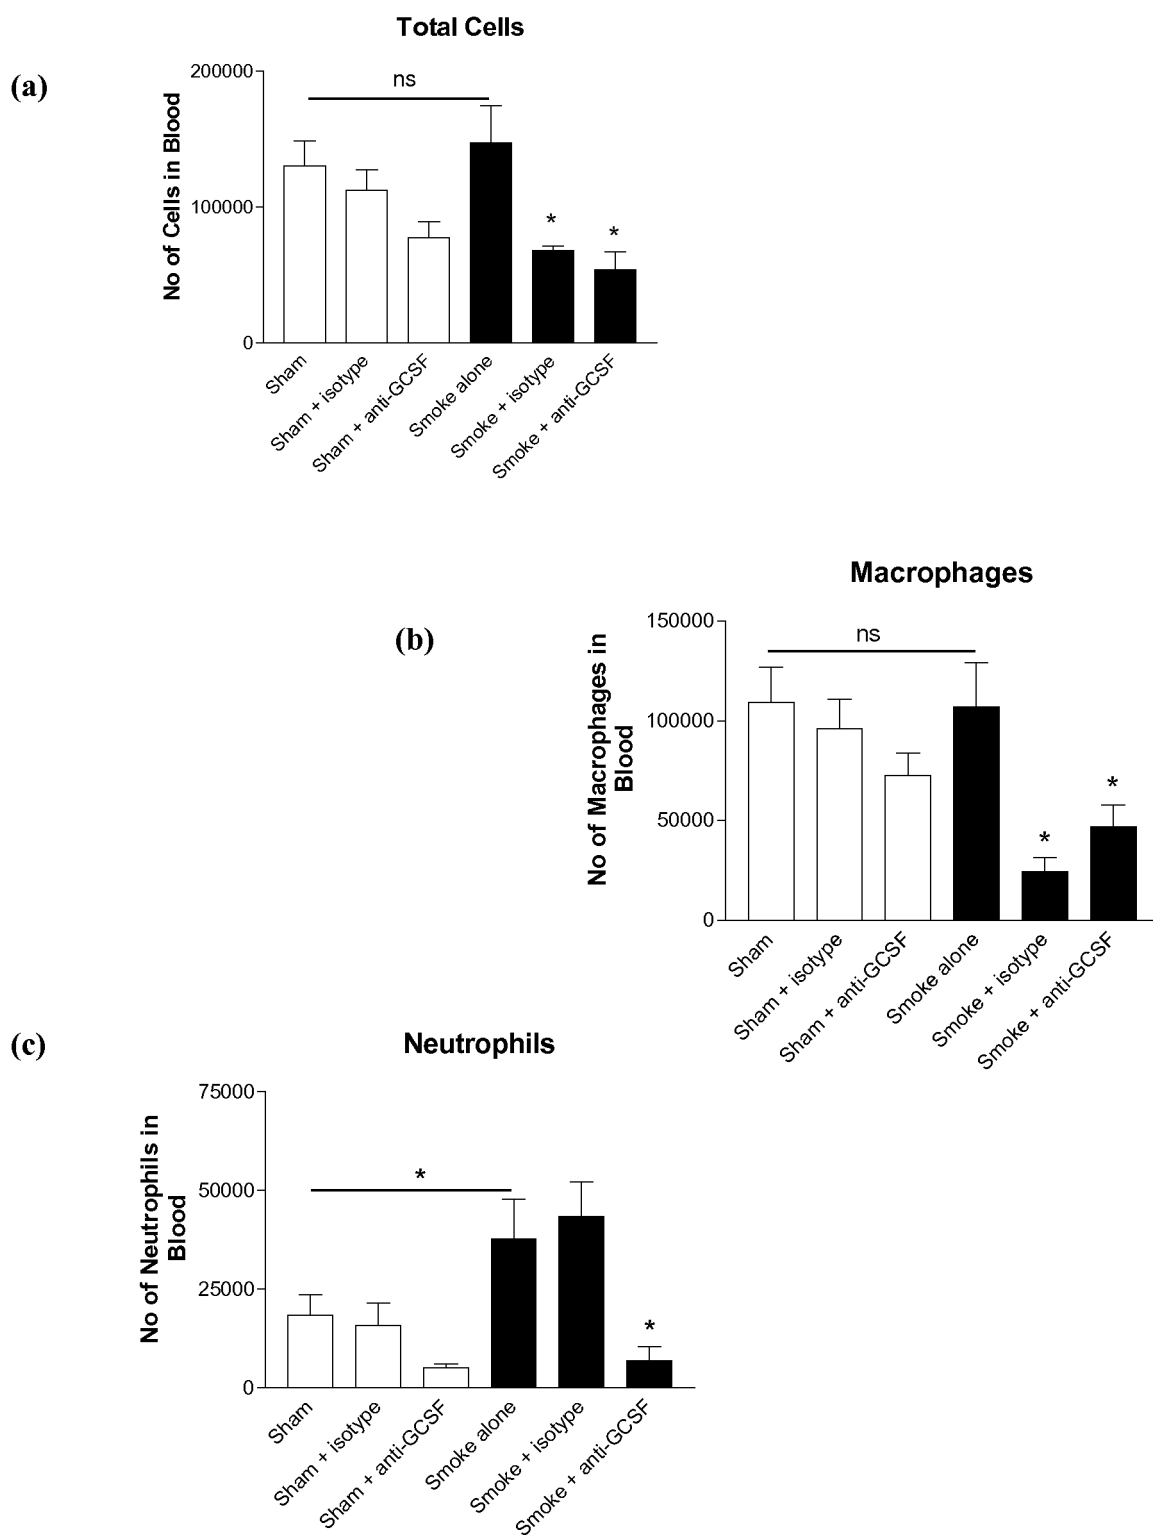 Total Cells
(a)
200000
100000
0
No of Cells in Blood
ns
*
*
Sham
Sham + isotype
Sham + anti-GCSF
Smoke alone
Smoke + isotype
Smoke + anti-GCSF
Macrophages
(b)
150000
100000
50000
0
No of Macrophages in
Blood
ns
*
*
Sham
Sham + isotype
Sham + anti-GCSF
Smoke alone
Smoke + isotype
Smoke + anti-GCSF
(c)
Neutrophils
75000
50000
25000
0
No of Neutrophils in
Blood
*
*
Sham
Sham + isotype
Sham + anti-GCSF
Smoke alone
Smoke + isotype
Smoke + anti-GCSF